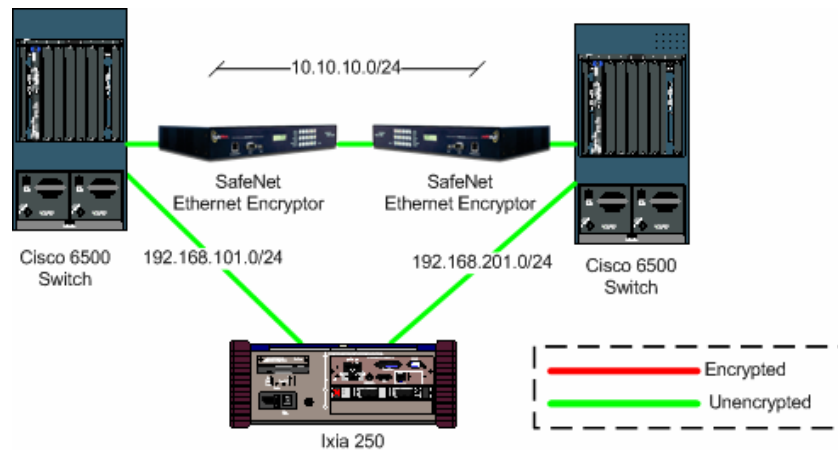 10.10.10.0/24
SafeNet
Ethernet Encryptor
SafeNet
Ethernet Encryptor
Cisco 6500
Switch
192.168.101.0/24
192.168.201.0/24
Cisco 6500
Switch
Encrypted
Unencrypted
Ixia 250